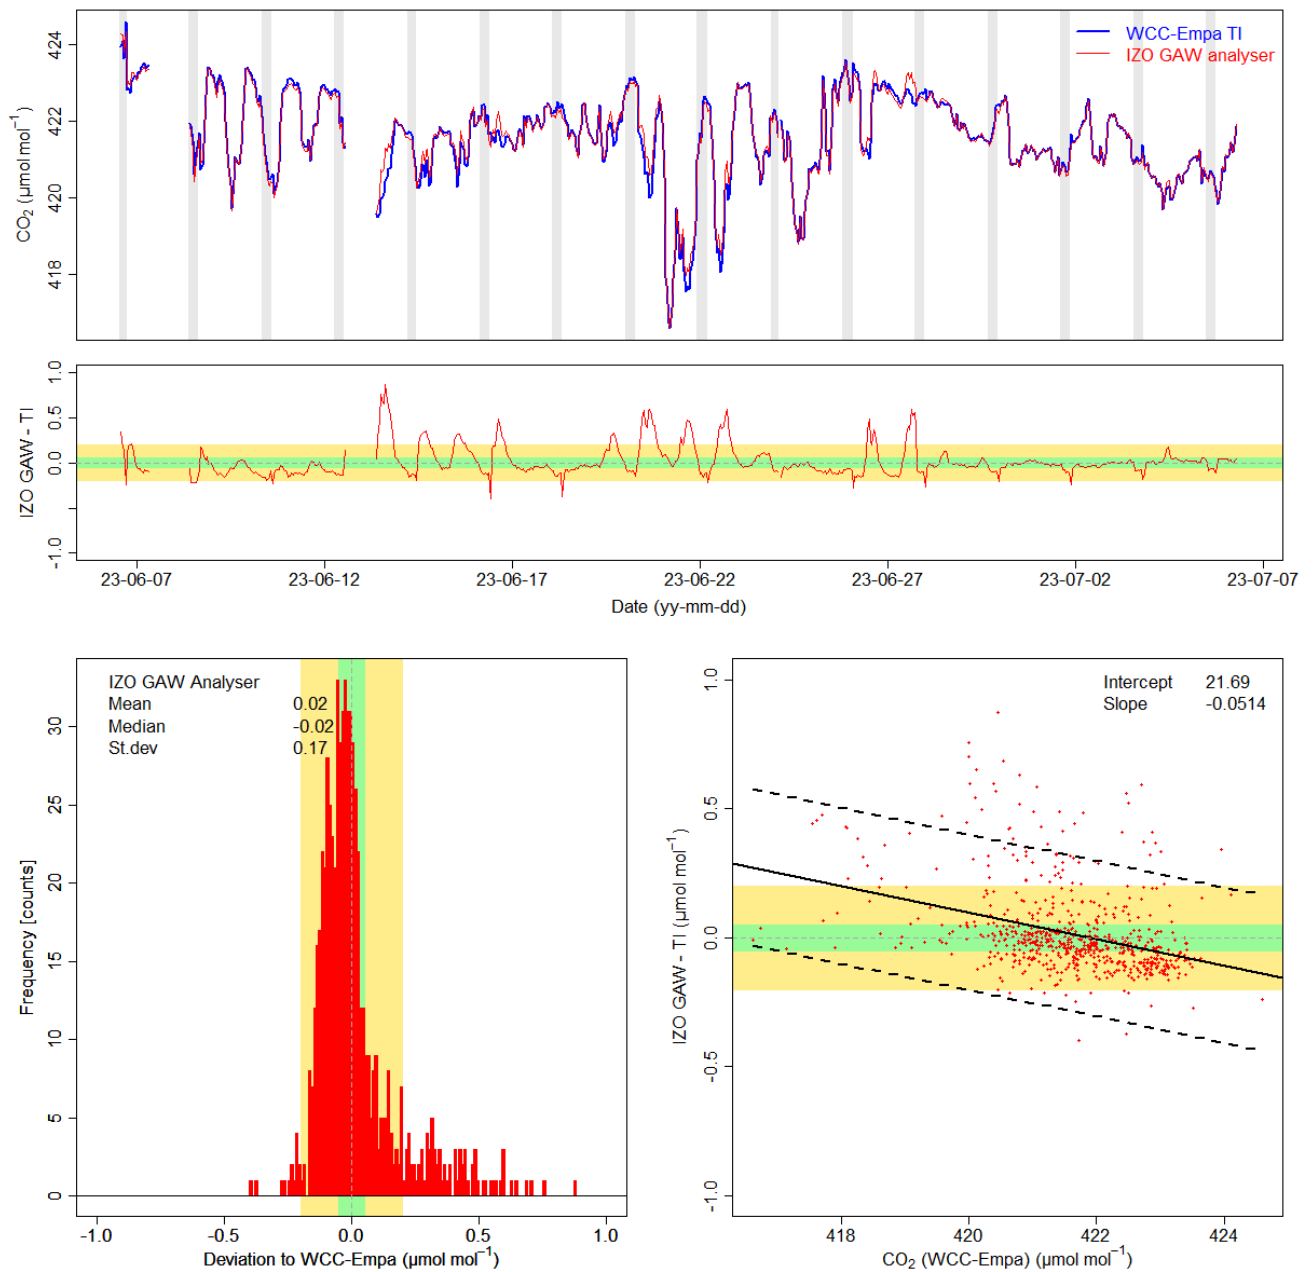 WCC-Empa TI
IZO GAW analyser
CO₂ (µmol mol⁻¹)
424
422
420
418
IZO GAW - TI
1.0
0.5
0.0
-1.0
23-06-07 23-06-12 23-06-17 23-06-22 23-06-27 23-07-02 23-07-07
Date (yy-mm-dd)
IZO GAW Analyser
Mean 0.02
Median -0.02
St.dev 0.17
Frequency [counts]
30
25
20
15
10
5
0
-1.0 -0.5 0.0 0.5 1.0
Deviation to WCC-Empa (µmol mol⁻¹)
Intercept 21.69
Slope -0.0514
IZO GAW - TI (µmol mol⁻¹)
1.0
0.5
0.0
-0.5
-1.0
418 420 422 424
CO₂ (WCC-Empa) (µmol mol⁻¹)